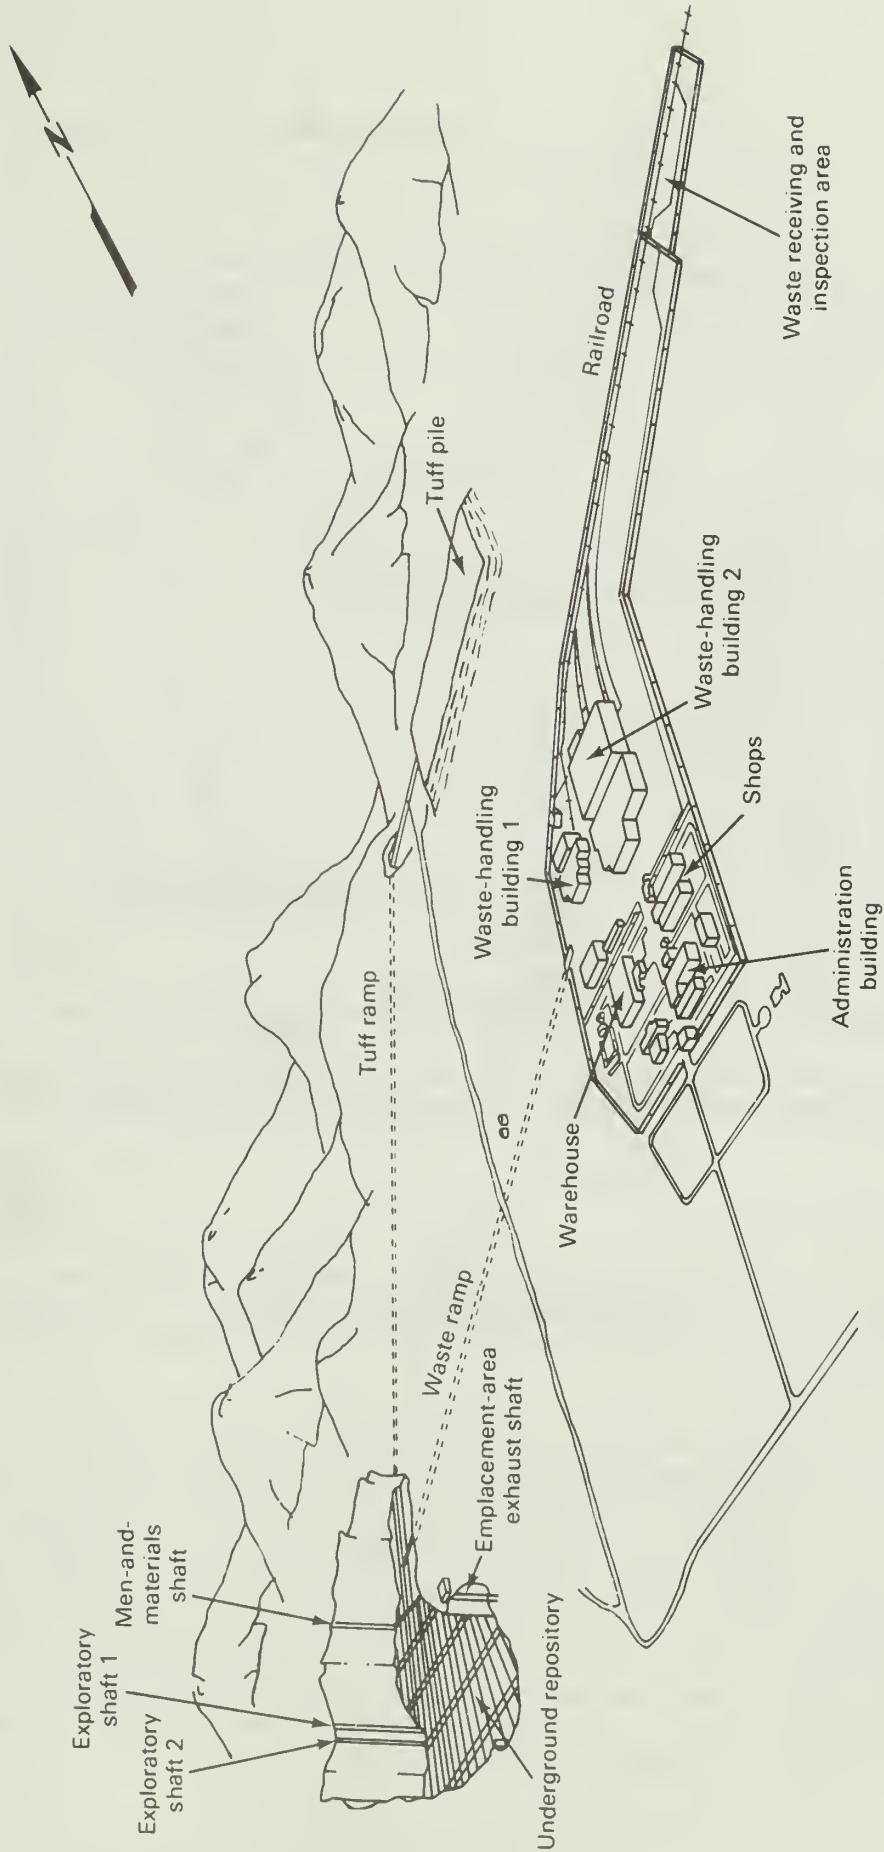 N
Exploratory
shaft 1
Exploratory
shaft 2
Men-and-
materials
shaft
Tuff ramp
Tuff pile
Waste ramp
Emplacement-area
exhaust shaft
Underground repository
Waste-handling
building 1
Railroad
Warehouse
Waste-handling
building 2
Shops
Administration
building
Waste receiving and
inspection area